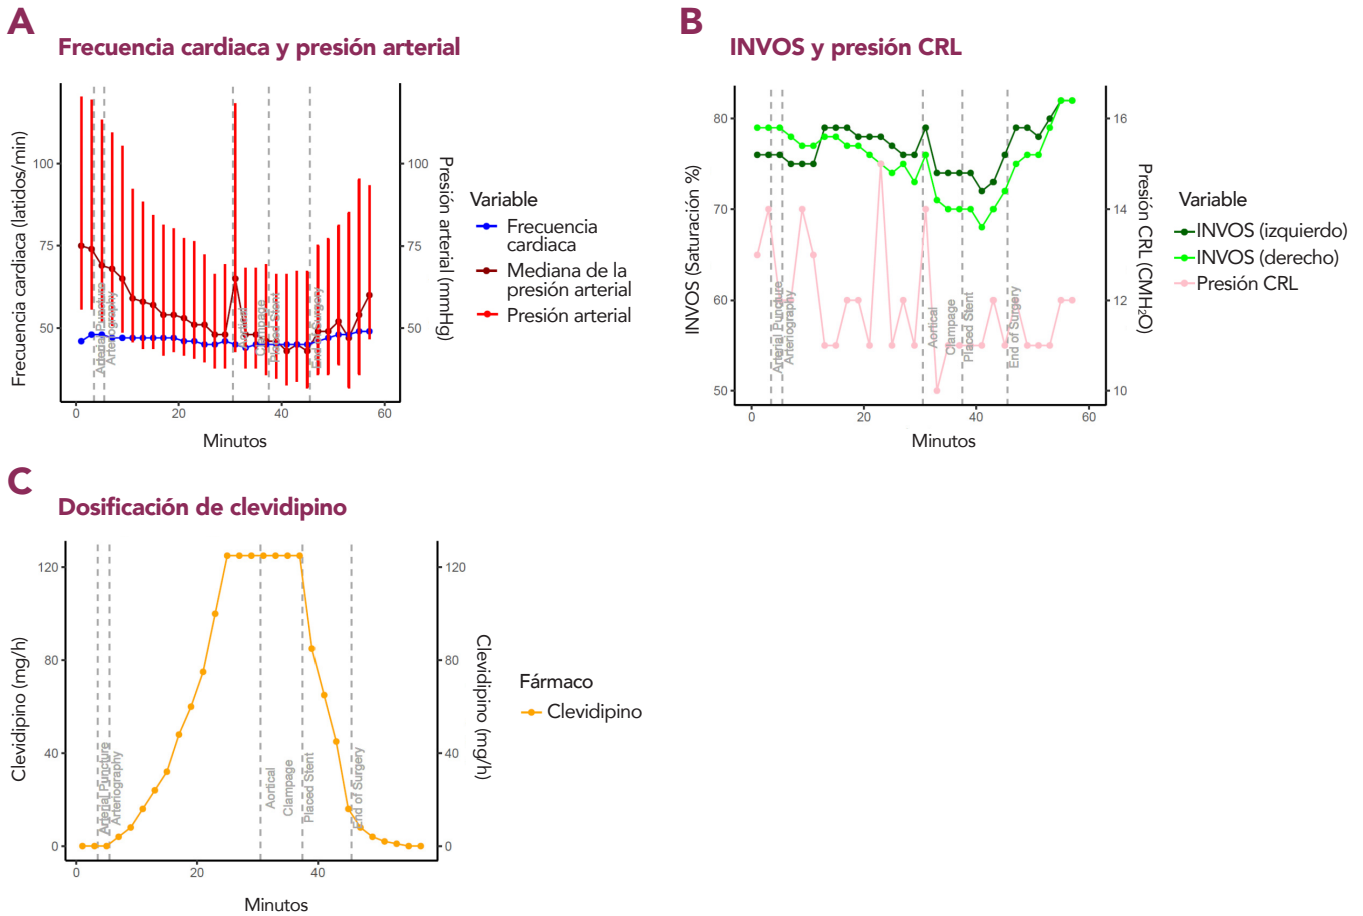 A
Frecuencia cardiaca y presión arterial
Frecuencia cardiaca (latidos/min)
100
75
50
Arterial Puncture
Arteriography
Aortical
Clampage
Placed Stent
End of Surgery
100
75
50
Presión arterial (mmHg)
0
20
40
60
Minutos
Variable
Frecuencia
cardiaca
Mediana de la
presión arterial
Presión arterial
B
INVOS y presión CRL
INVOS (Saturación %)
80
70
60
50
Arterial Puncture
Arteriography
Aortical
Clampage
Placed Stent
End of Surgery
16
14
12
10
Presión CRL (CMH₂O)
0
20
40
60
Minutos
Variable
INVOS (izquierdo)
INVOS (derecho)
Presión CRL
C
Dosificación de clevidipino
Clevidipino (mg/h)
120
80
40
0
Arterial Puncture
Arteriography
Aortical
Clampage
Placed Stent
End of Surgery
120
80
40
0
Clevidipino (mg/h)
0
20
40
Minutos
Fármaco
Clevidipino